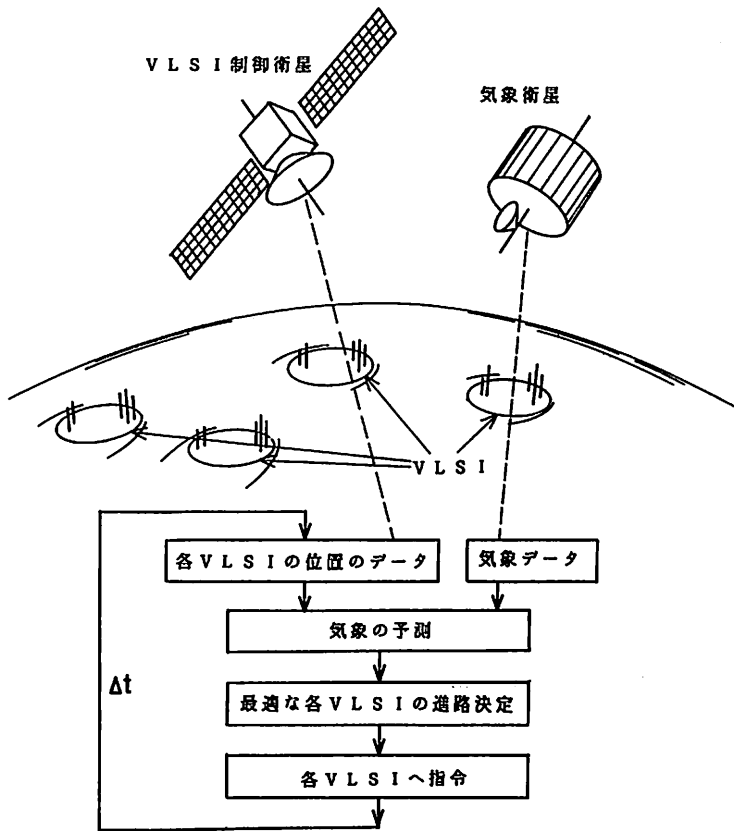 VLSI制御衛星
気象衛星
VLSI
各VLSIの位置のデータ
気象データ
気象の予測
Δt
最適な各VLSIの進路決定
各VLSIへ指令